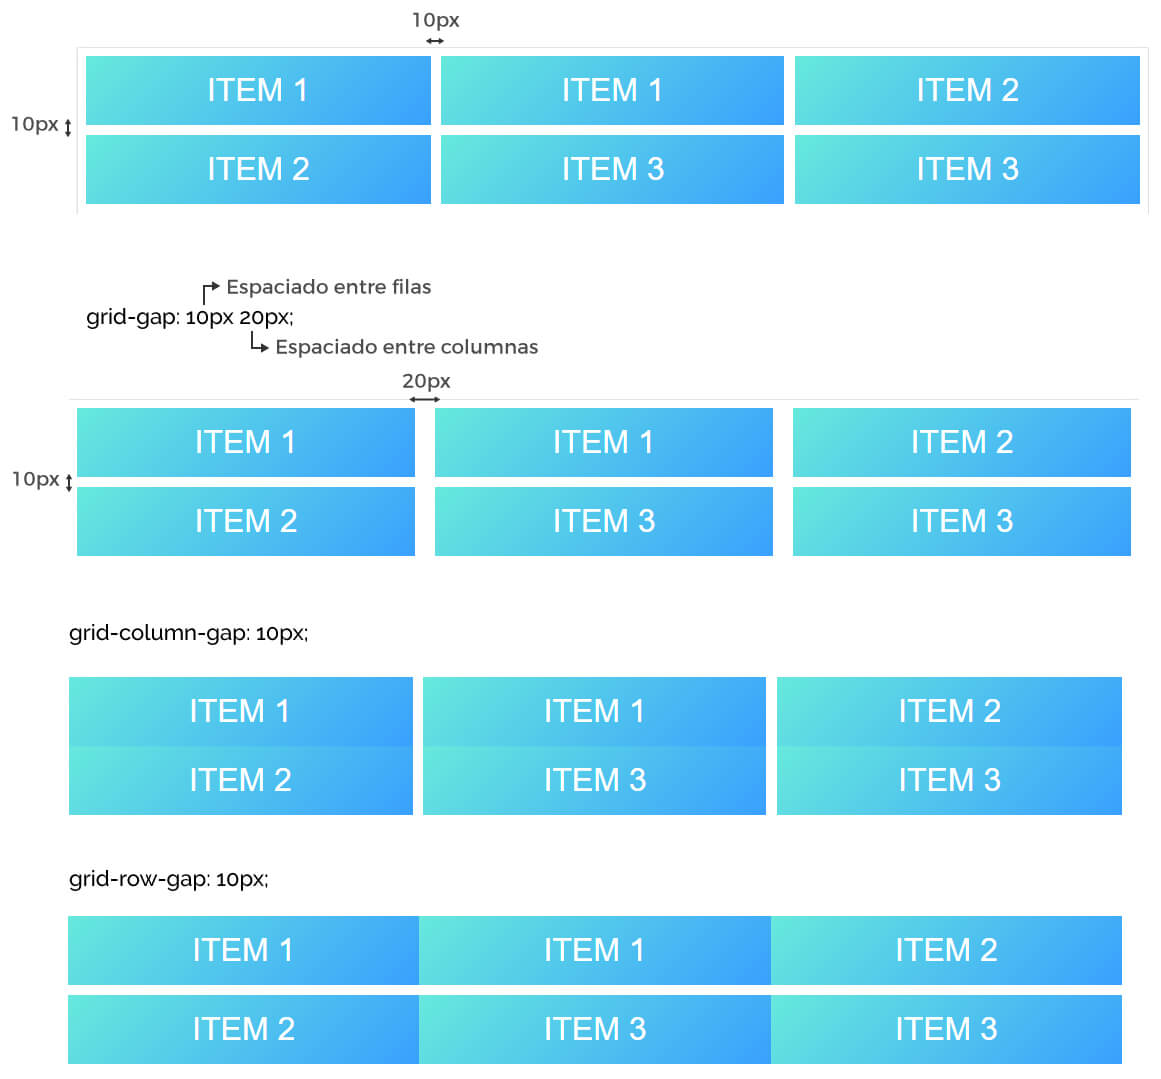 10px
ITEM 1 ITEM 1 ITEM 2
10px
ITEM 2 ITEM 3 ITEM 3
Espaciado entre filas
grid-gap: 10px 20px;
Espaciado entre columnas
20px
ITEM 1 ITEM 1 ITEM 2
10px
ITEM 2 ITEM 3 ITEM 3
grid-column-gap: 10px;
ITEM 1 ITEM 1 ITEM 2
ITEM 2 ITEM 3 ITEM 3
grid-row-gap: 10px;
ITEM 1 ITEM 1 ITEM 2
ITEM 2 ITEM 3 ITEM 3